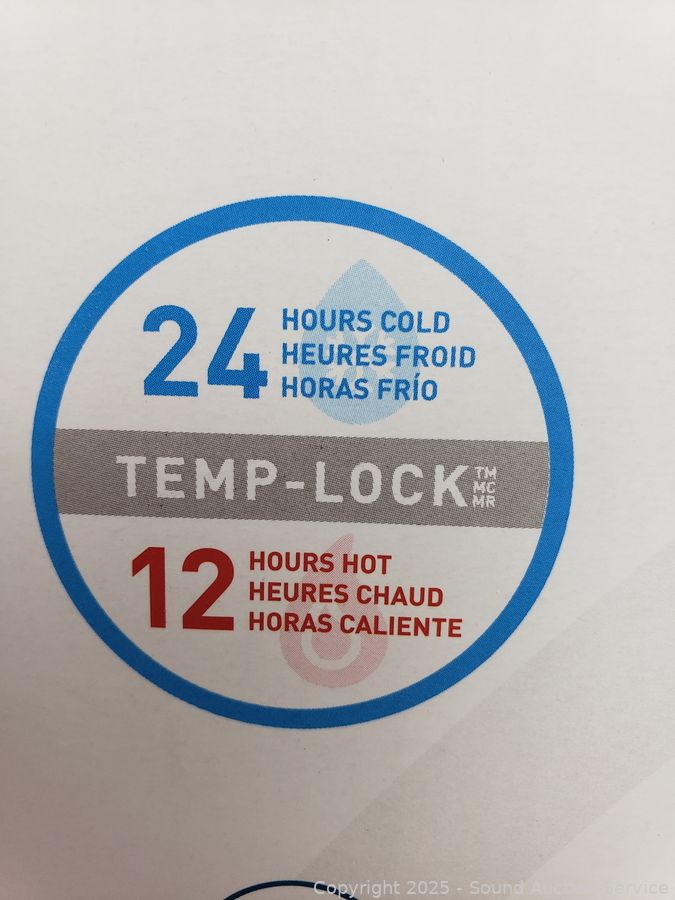 24 HOURS COLD
HEURES FROID
HORAS FRÍO
TEMP-LOCK™
MC
MR
12 HOURS HOT
HEURES CHAUD
HORAS CALIENTE
Copyright 2025 - Sound Auction Service